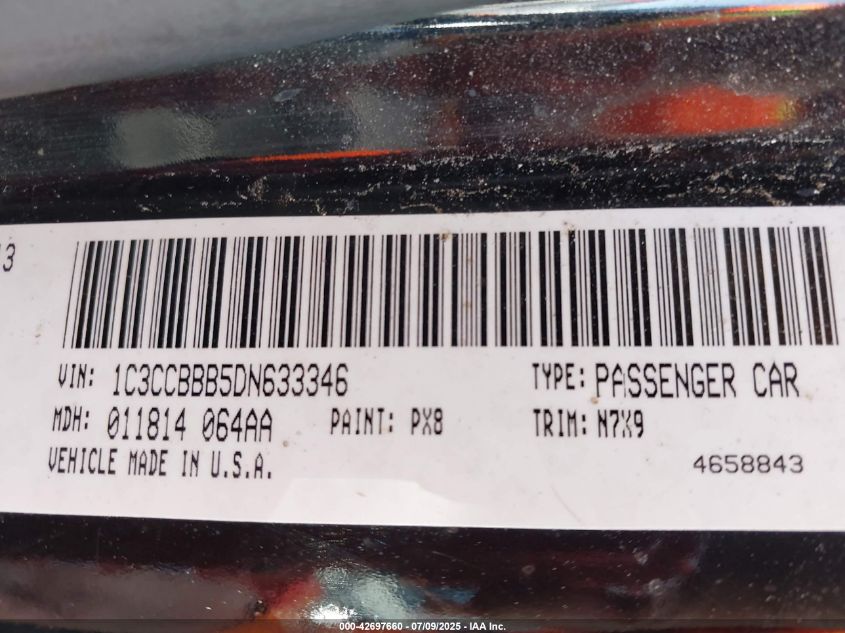 13
VIN: 1C3CCBBB5DN633346 TYPE: PASSENGER CAR
MDH: 011814 064AA PAINT: PX8 TRIM: N7X9
VEHICLE MADE IN U.S.A. 4658843
000-42697660 - 07/09/2025 - IAA Inc.